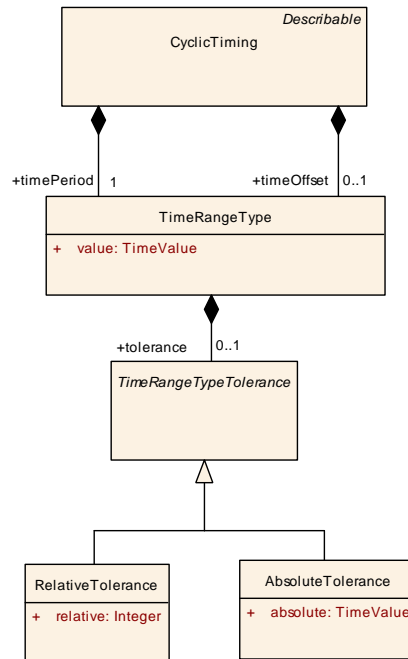 Describable
CyclicTiming
+timePeriod
1
+timeOffset
0..1
TimeRangeType
+ value: TimeValue
+tolerance
0..1
TimeRangeTypeTolerance
RelativeTolerance
+ relative: Integer
AbsoluteTolerance
+ absolute: TimeValue